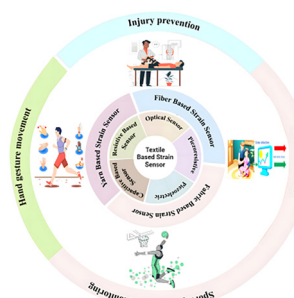 Injury prevention
Hand gesture movement
Yarn Based Strain Sensor
Fiber Based Strain Sensor
Fabric Based Strain Sensor
Resistive Based
Sensor
Optical Sensor
Piezoresistive
Piezoelectric
Capacitive Based
Sensor
Textile
Based Strain
Sensor